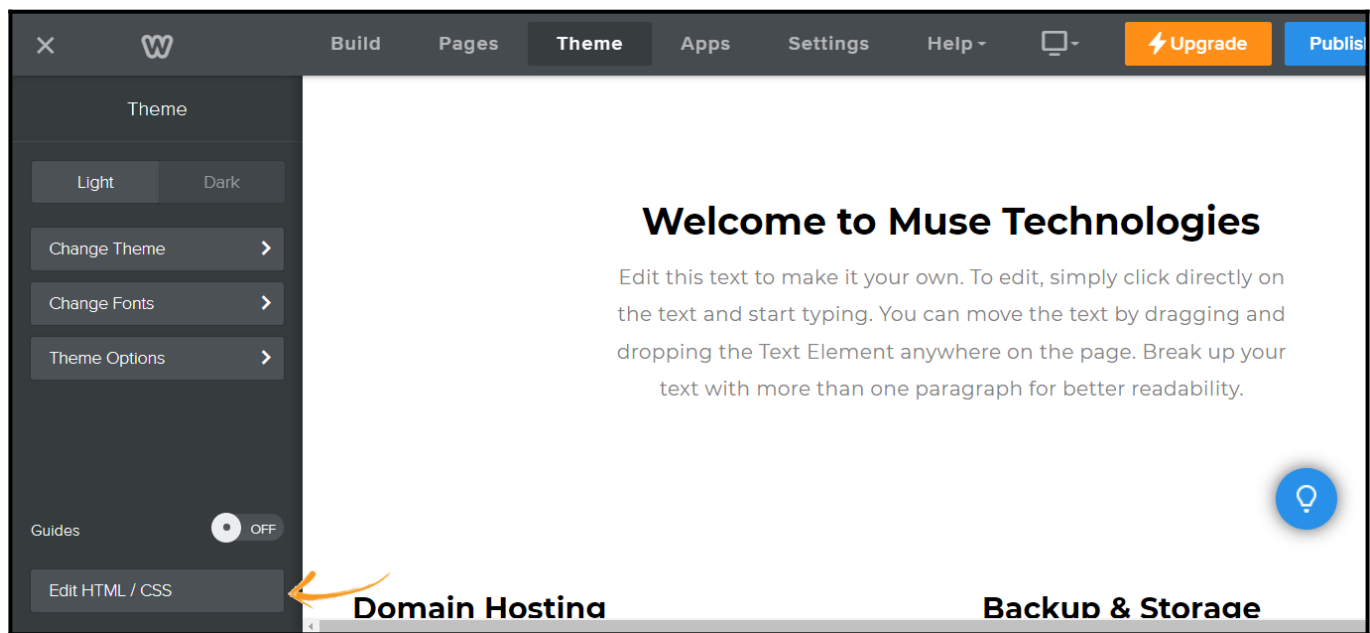 Build Pages Theme Apps Settings Help Upgrade Publis
Theme
Light Dark
Change Theme
Change Fonts
Theme Options
Guides OFF
Edit HTML / CSS
Welcome to Muse Technologies
Edit this text to make it your own. To edit, simply click directly on
the text and start typing. You can move the text by dragging and
dropping the Text Element anywhere on the page. Break up your
text with more than one paragraph for better readability.
Domain Hosting Backup & Storage